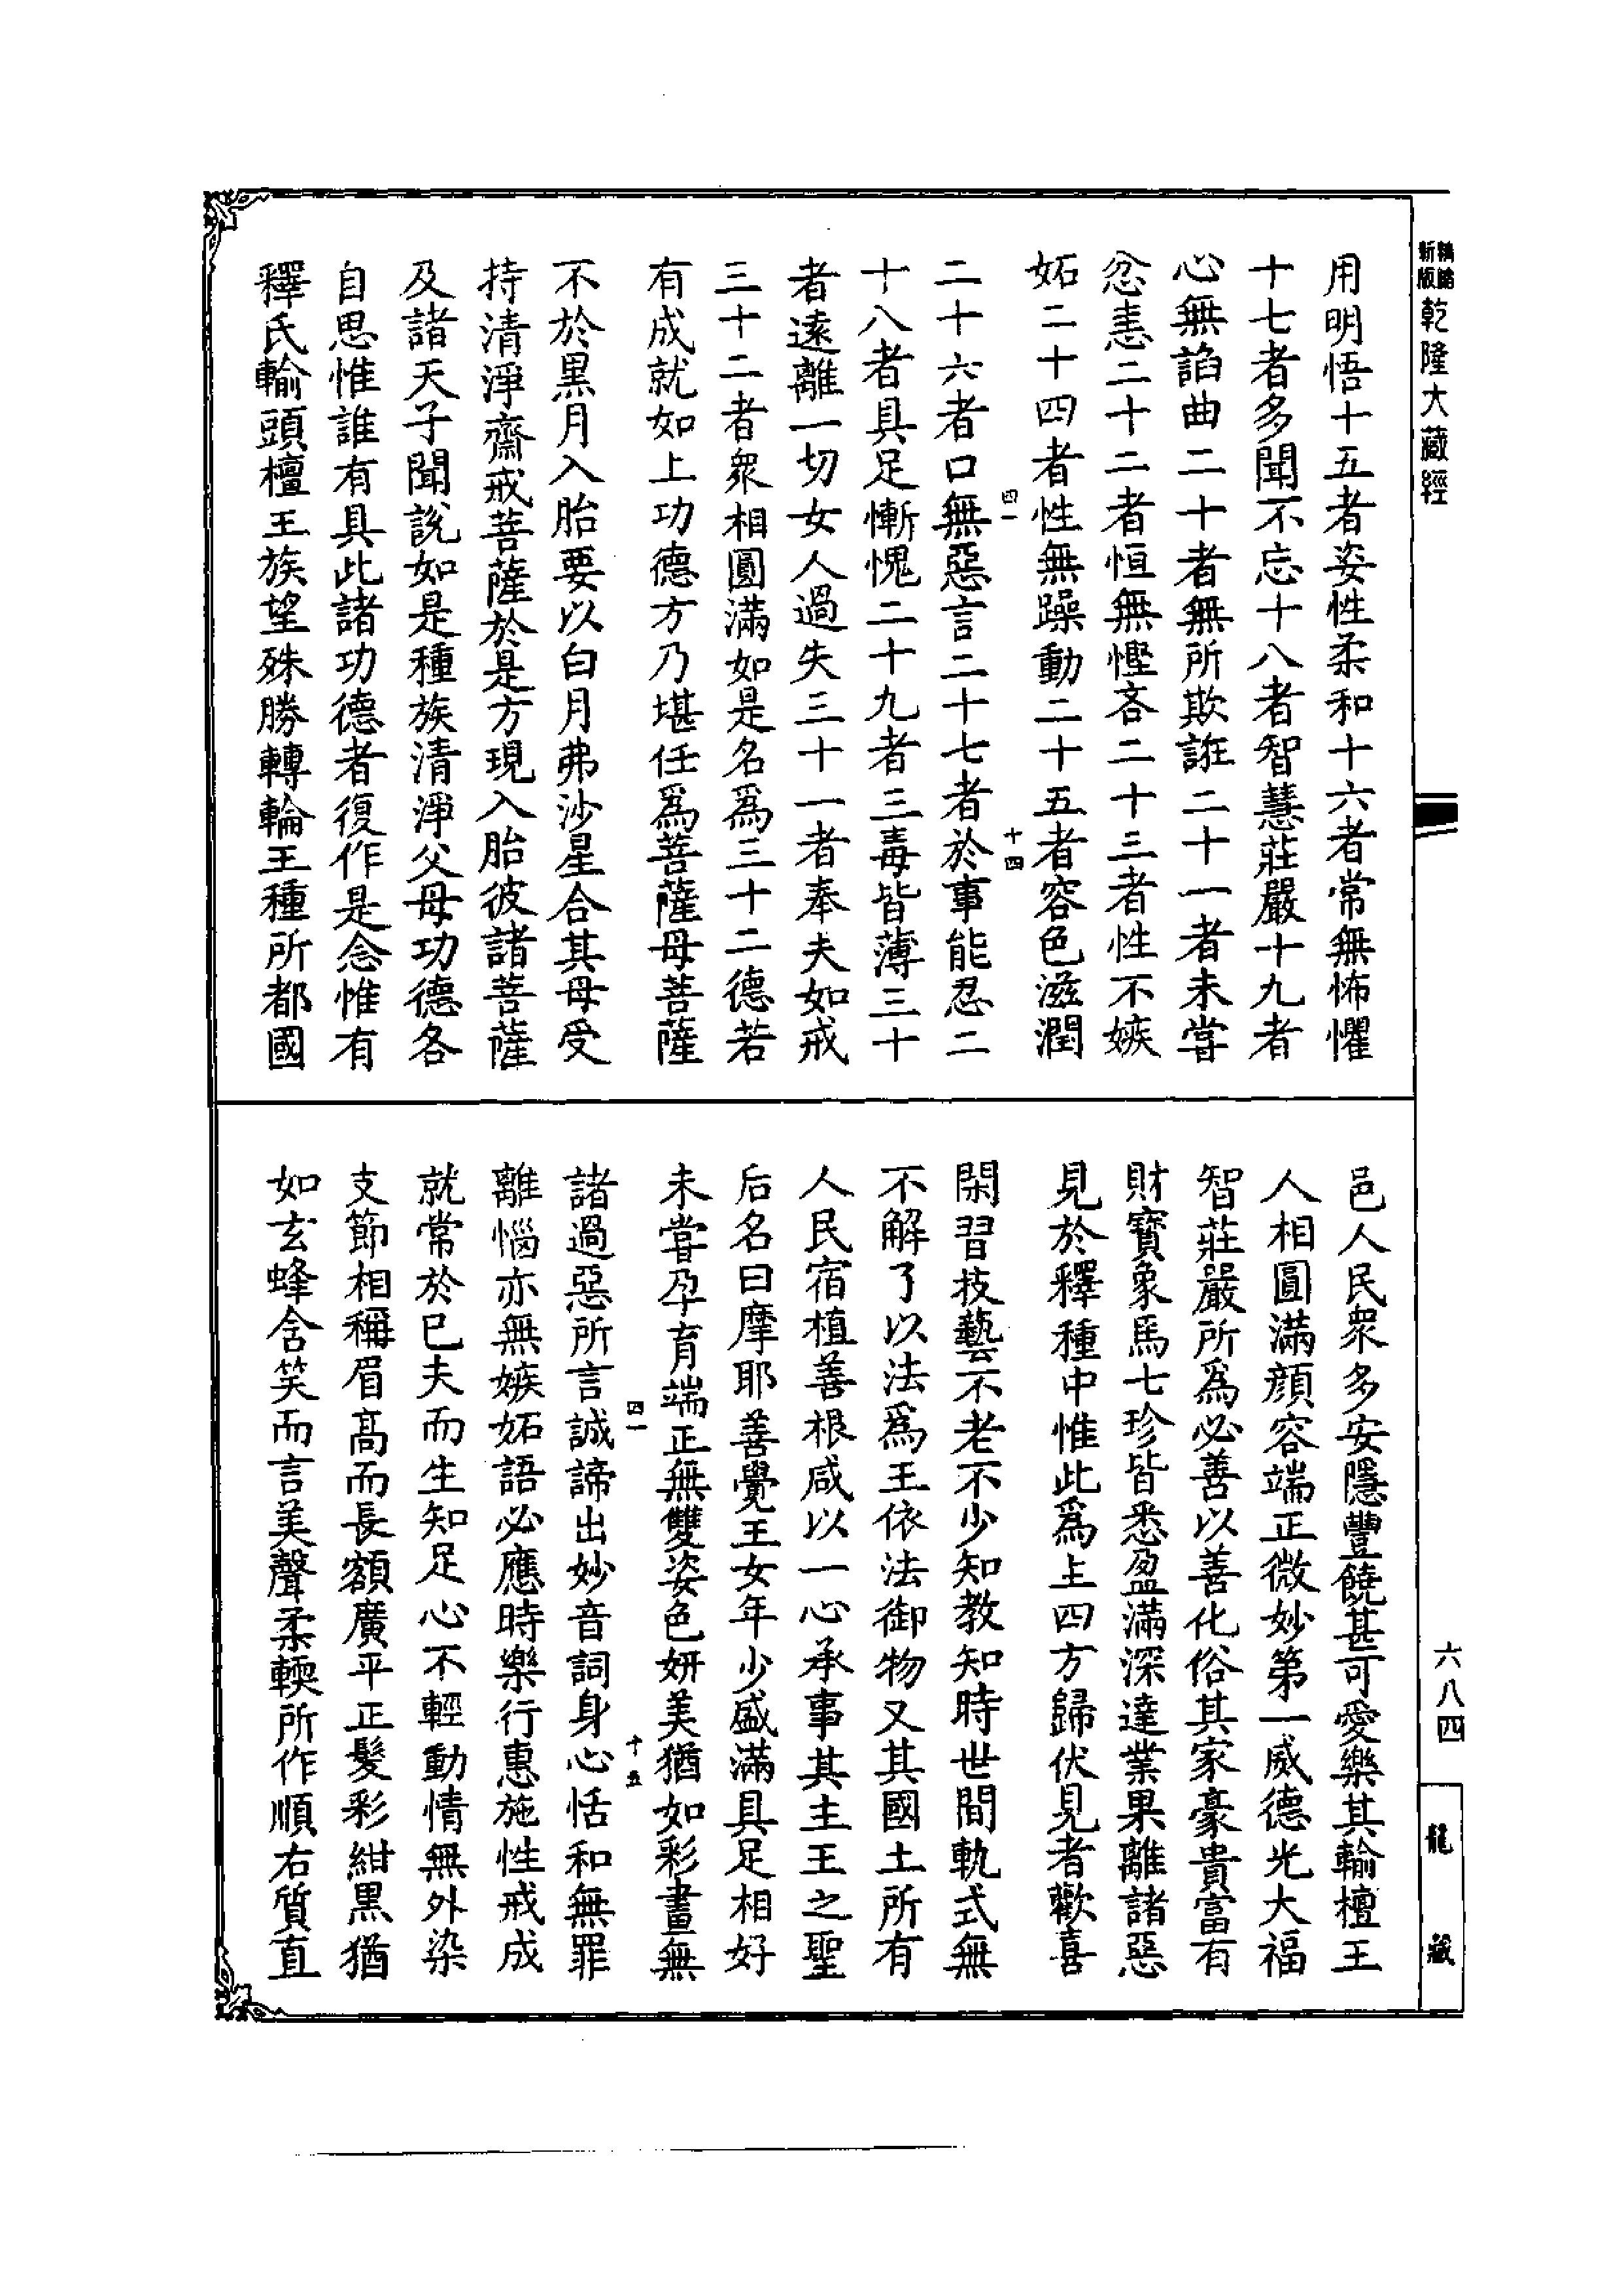 新版
精縮
乾隆大藏經
用明悟十五者姿性柔和十六者常無怖懼
十七者多聞不忘十八者智慧莊嚴十九者
心無諂曲二十者無所欺誑二十一者未甞
忿恚二十二者恒無慳吝二十三者性不嫉
妬二十四者性無躁動二十五者容色滋潤
四一
十四
二十六者口無惡言二十七者於事能忍二
十八者具足慚愧二十九者三毒皆薄三十
者遠離一切女人過失三十一者奉夫如戒
三十二者衆相圓滿如是名爲三十二德若
有成就如上功德方乃堪任爲菩薩母菩薩
不於黑月入胎要以白月弗沙星合其母受
持清淨齋戒菩薩於是方現入胎彼諸菩薩
及諸天子聞說如是種族清淨父母功德各
自思惟誰有具此諸功德者復作是念惟有
釋氏輸頭檀王族望殊勝轉輪王種所都國
邑人民衆多安隱豐饒甚可愛樂其輸檀王
人相圓滿顔容端正微妙第一威德光大福
智莊嚴所爲必善以善化俗其家豪貴富有
財寶象馬七珍皆悉盈滿深達業果離諸惡
見於釋種中惟此爲上四方歸伏見者歡喜
閑習技藝不老不少知教知時世間軌式無
不解了以法爲王依法御物又其國土所有
人民宿植善根咸以一心承事其主王之聖
后名曰摩耶善覺王女年少盛滿具足相好
未甞孕育端正無雙姿色妍美猶如彩畫無
四一
十五
諸過惡所言誠諦出妙音詞身心恬和無罪
離惱亦無嫉妬語必應時樂行惠施性戒成
就常於巳夫而生知足心不輕動情無外染
支節相稱眉高而長額廣平正髮彩紺黑猶
如玄蜂含笑而言美聲柔輭所作順右質直
六八四
龍藏